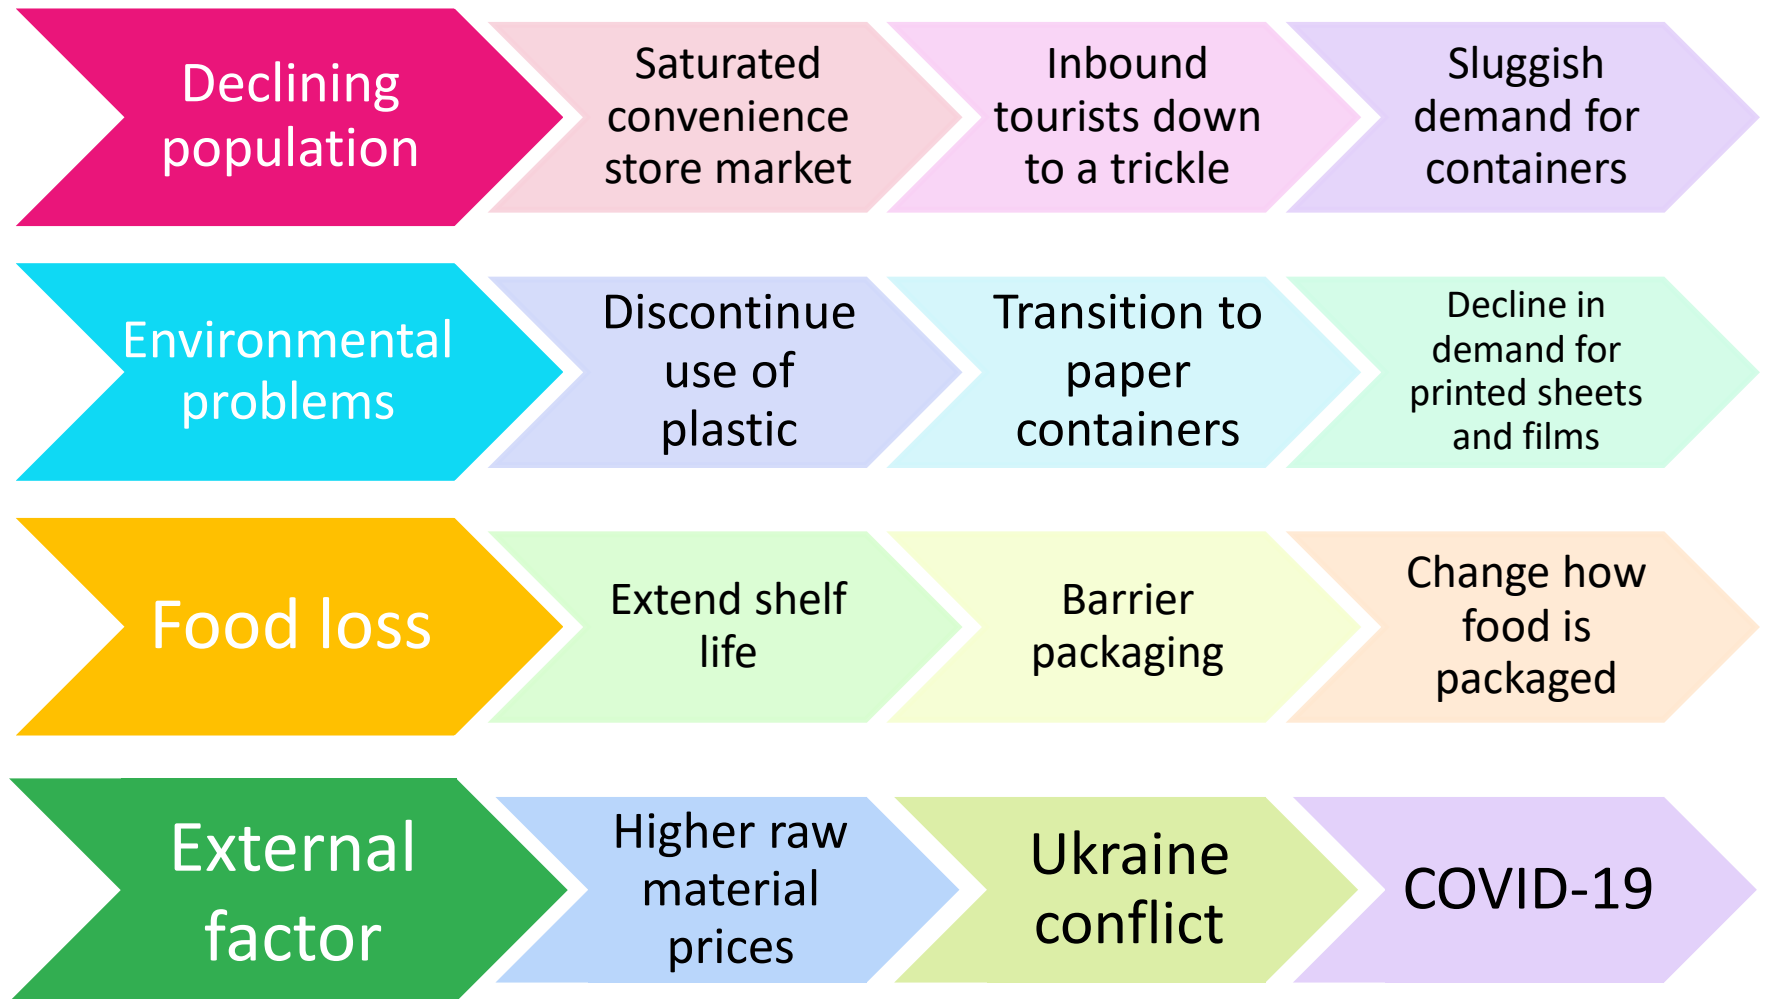 Declining
population
Saturated
convenience
store market
Inbound
tourists down
to a trickle
Sluggish
demand for
containers
Environmental
problems
Discontinue
use of
plastic
Transition to
paper
containers
Decline in
demand for
printed sheets
and films
Food loss
Extend shelf
life
Barrier
packaging
Change how
food is
packaged
External
factor
Higher raw
material
prices
Ukraine
conflict
COVID-19